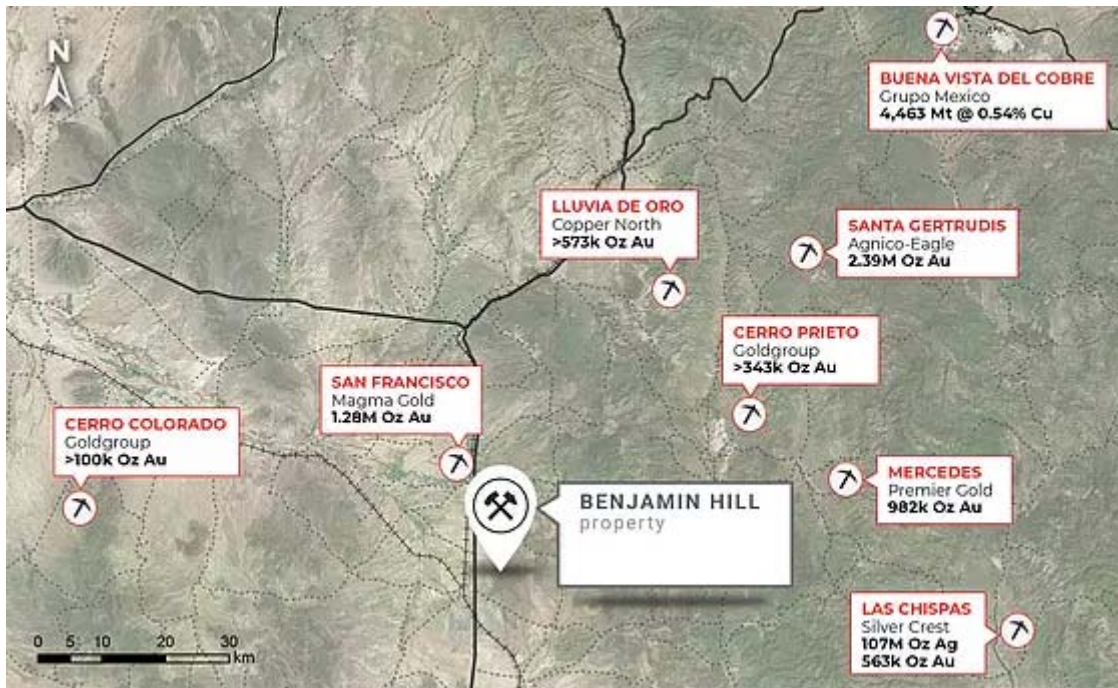 N
BUENA VISTA DEL COBRE
Grupo Mexico
4,463 Mt @ 0.54% Cu
LLUVIA DE ORO
Copper North
>573k Oz Au
SANTA GERTRUDIS
Agnico-Eagle
2.39M Oz Au
CERRO PRIETO
Goldgroup
>343k Oz Au
SAN FRANCISCO
Magma Gold
1.28M Oz Au
CERRO COLORADO
Goldgroup
>100k Oz Au
MERCEDES
Premier Gold
982k Oz Au
BENJAMIN HILL
property
LAS CHISPAS
Silver Crest
107M Oz Ag
563k Oz Au
0 5 10 20 30
km